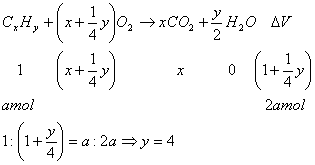 CₓHᵧ + (x + 1/4 y)O₂ → xCO₂ + y/2 H₂O ΔV
1 (x + 1/4 y) x 0 (1 + 1/4 y)
amol 2amol
1 : (1 + y/4) = a : 2a ⇒ y = 4